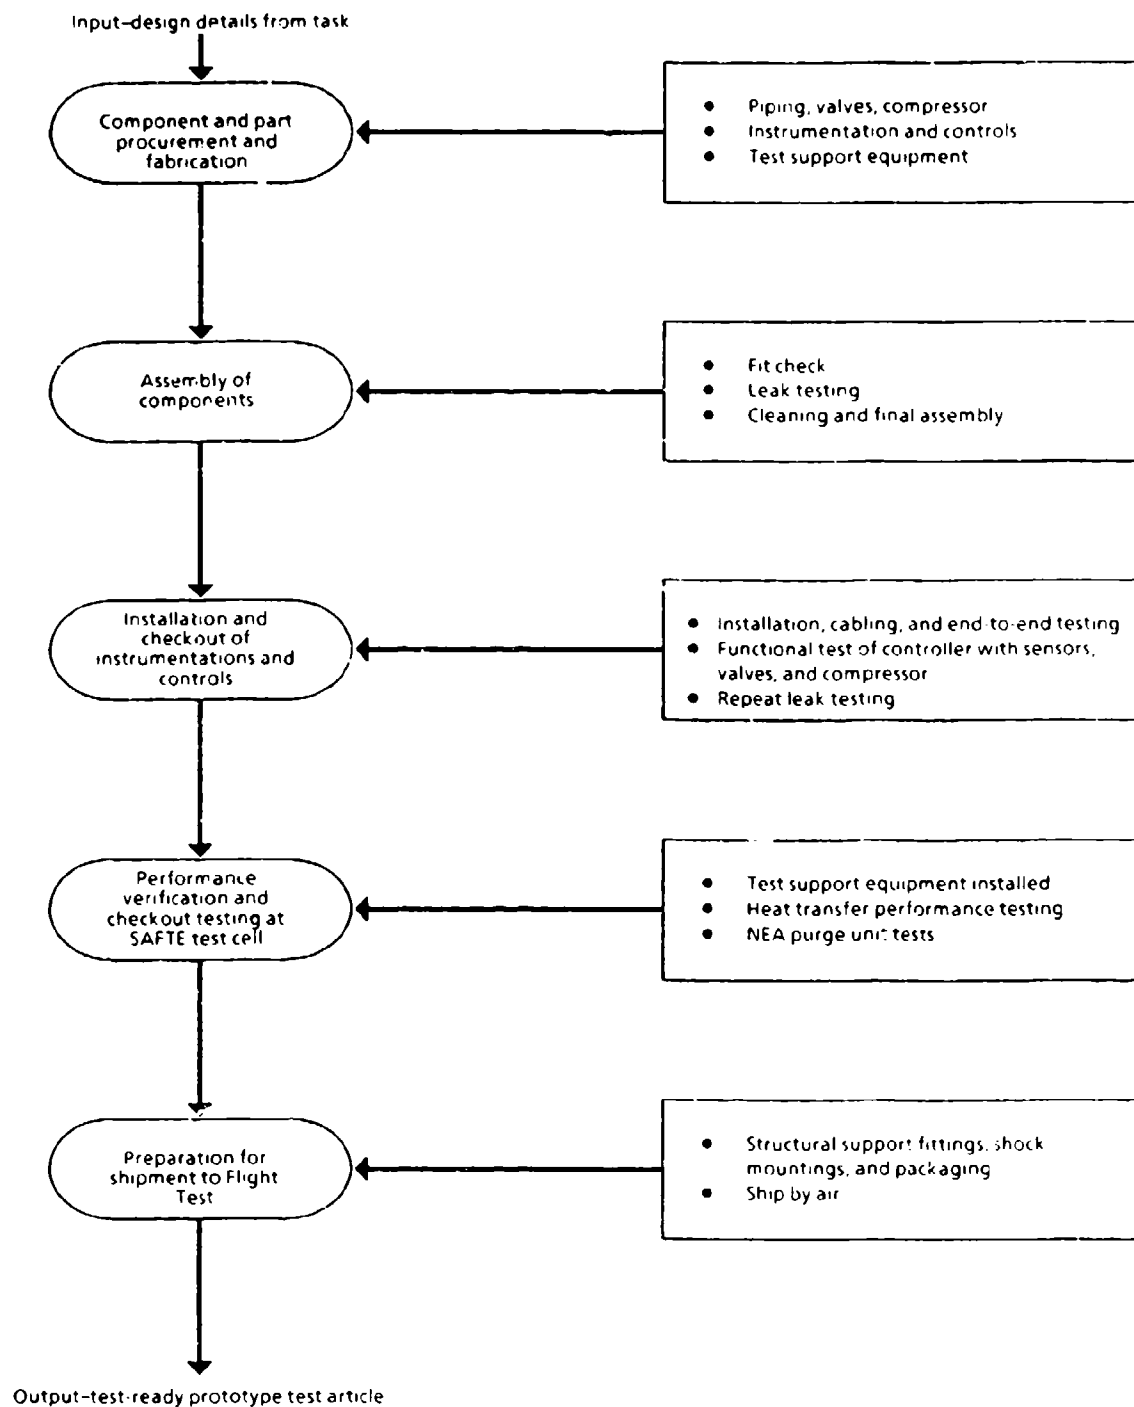 Input-design details from task
Component and part
procurement and
fabrication
• Piping, valves, compressor
• Instrumentation and controls
• Test support equipment
Assembly of
components
• Fit check
• Leak testing
• Cleaning and final assembly
Installation and
checkout of
instrumentations and
controls
• Installation, cabling, and end-to-end testing
• Functional test of controller with sensors,
valves, and compressor
• Repeat leak testing
Performance
verification and
checkout testing at
SAFTE test cell
• Test support equipment installed
• Heat transfer performance testing
• NEA purge unit tests
Preparation for
shipment to Flight
Test
• Structural support fittings, shock
mountings, and packaging
• Ship by air
Output-test-ready prototype test article